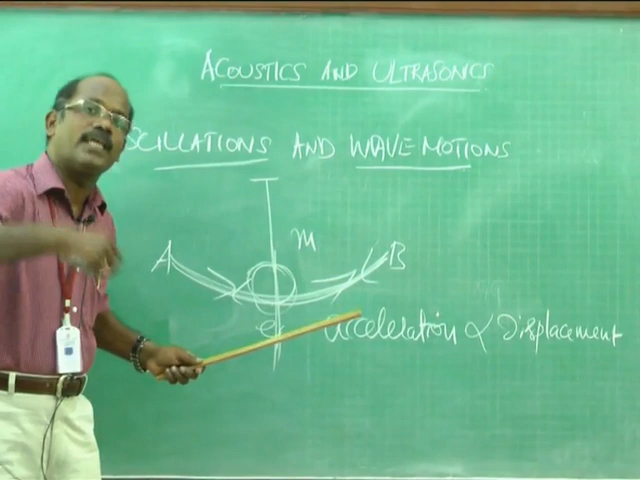 ACOUSTICS AND ULTRASONICS
SCILLATIONS AND WAVE MOTIONS
m
A B
e
acceleration ∝ Displacement